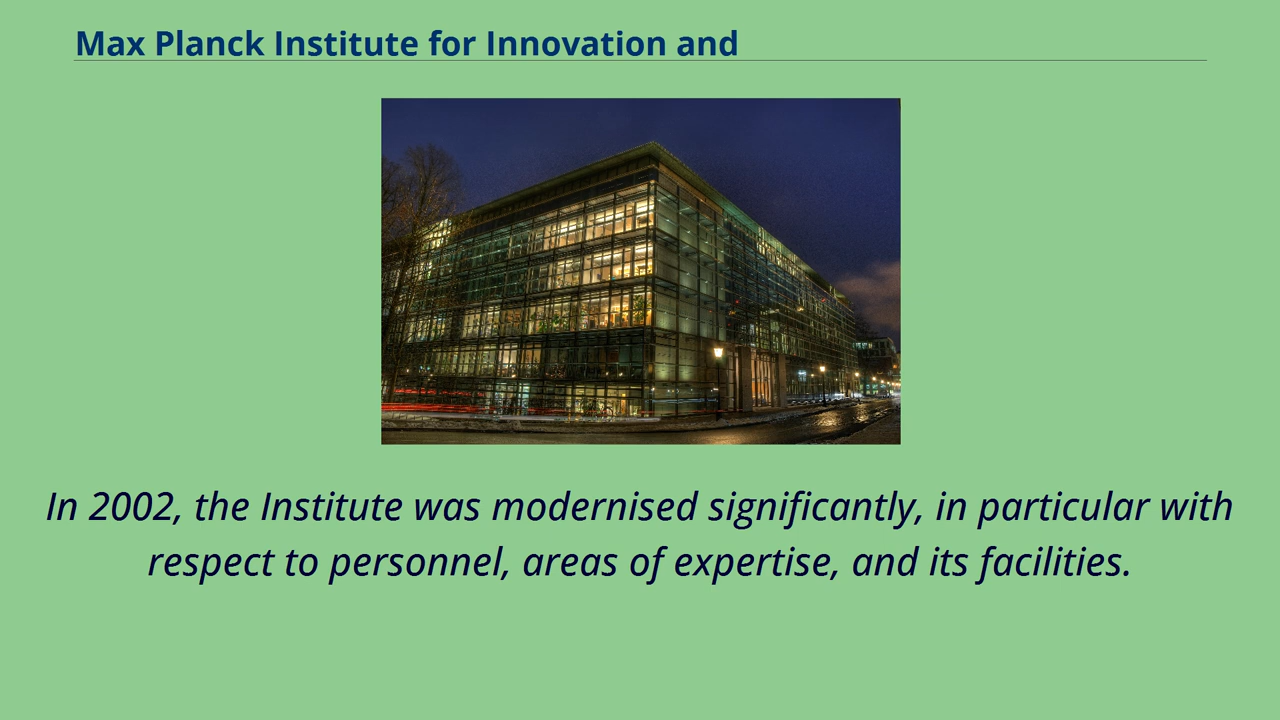 Max Planck Institute for Innovation and
In 2002, the Institute was modernised significantly, in particular with
respect to personnel, areas of expertise, and its facilities.